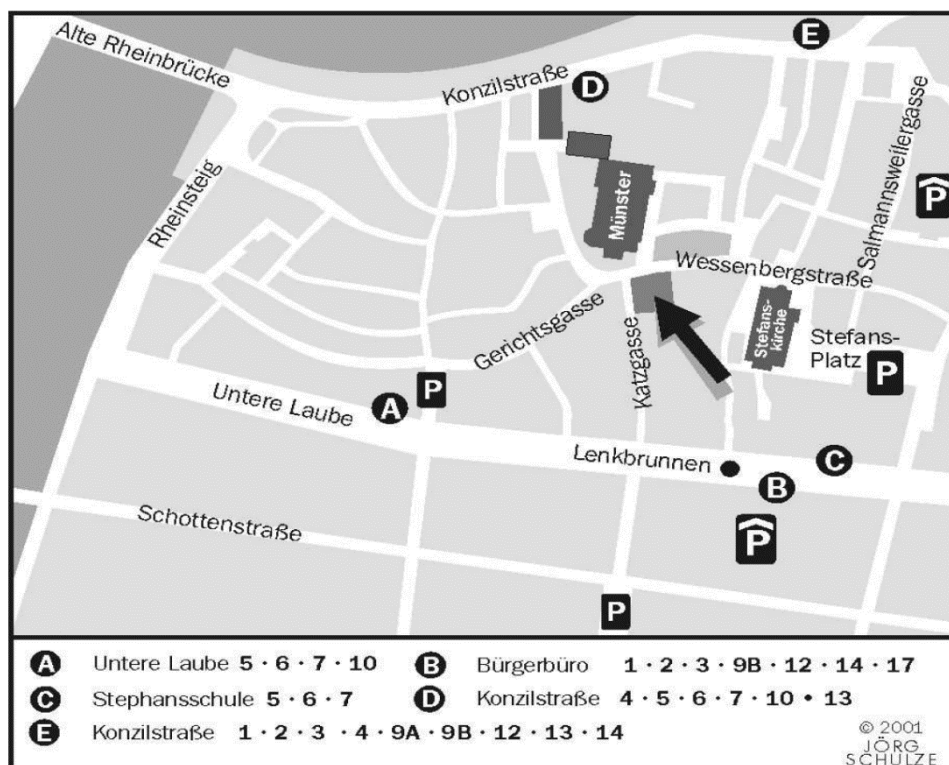 Alte Rheinbrücke
Konzilstraße
E
D
Rheinsteig
Münster
Salmannsweilergasse
P
Wessenbergstraße
Gerichtsgasse
Katzgasse
Stefans-
kirche
Stefans-
Platz
P
Untere Laube
A
P
Lenkbrunnen
C
B
Schottenstraße
P
P
A Untere Laube 5 · 6 · 7 · 10
B Bürgerbüro 1 · 2 · 3 · 9B · 12 · 14 · 17
C Stephansschule 5 · 6 · 7
D Konzilstraße 4 · 5 · 6 · 7 · 10 • 13
E Konzilstraße 1 · 2 · 3 · 4 · 9A · 9B · 12 · 13 · 14
© 2001
JÖRG
SCHULZE